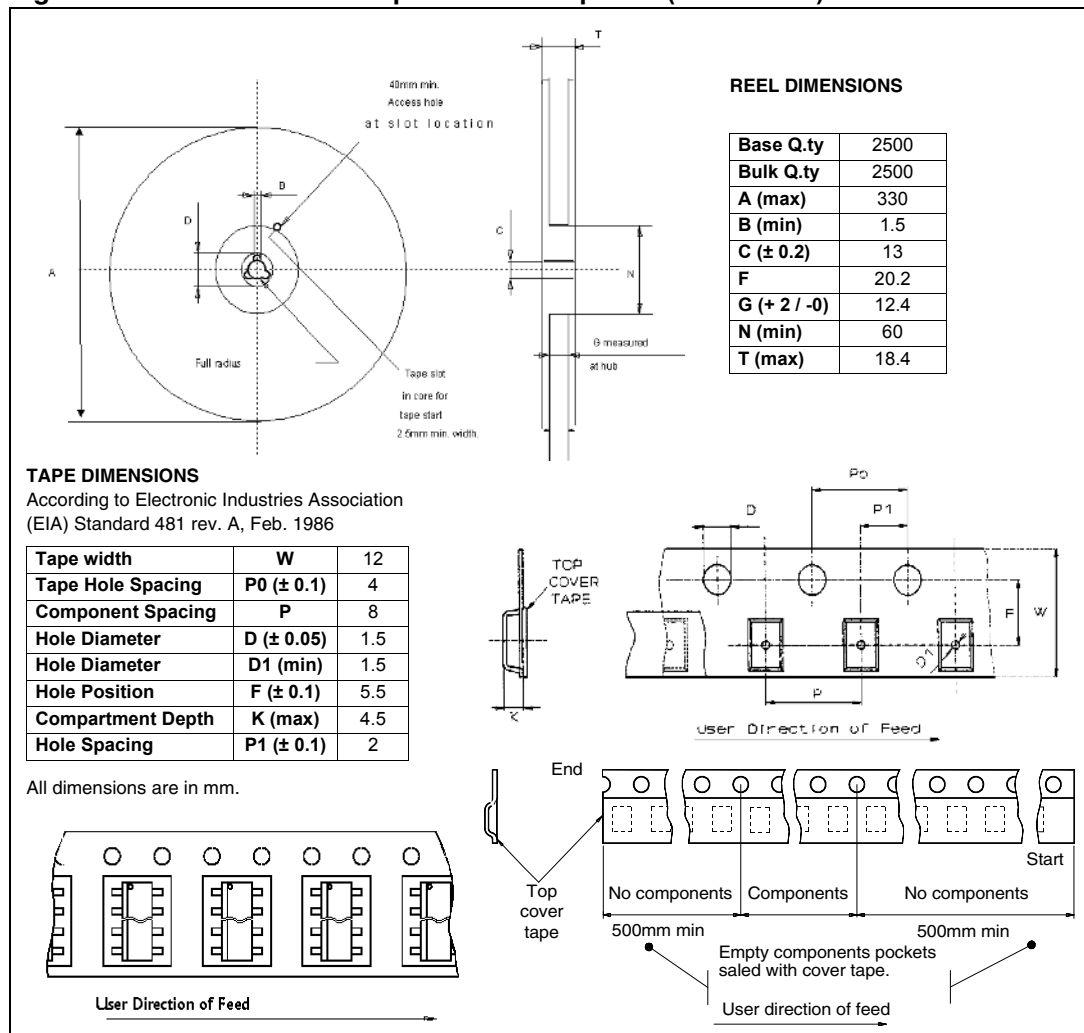 T
40mm min.
Access hole
at slot location
B
D
A
C
N
G measured
at hub
Full radius
Tape slot
in core for
tape start
2.5mm min. width.
REEL DIMENSIONS
Base Q.ty 2500
Bulk Q.ty 2500
A (max) 330
B (min) 1.5
C (± 0.2) 13
F 20.2
G (+ 2 / -0) 12.4
N (min) 60
T (max) 18.4
TAPE DIMENSIONS
According to Electronic Industries Association
(EIA) Standard 481 rev. A, Feb. 1986
Tape width W 12
Tape Hole Spacing P0 (± 0.1) 4
Component Spacing P 8
Hole Diameter D (± 0.05) 1.5
Hole Diameter D1 (min) 1.5
Hole Position F (± 0.1) 5.5
Compartment Depth K (max) 4.5
Hole Spacing P1 (± 0.1) 2
All dimensions are in mm.
TOP
COVER
TAPE
K
Po
D
P1
F
W
D1
P
User Direction of Feed
End
Start
Top
cover
tape
No components
Components
No components
500mm min
500mm min
Empty components pockets
saled with cover tape.
User direction of feed
User Direction of Feed